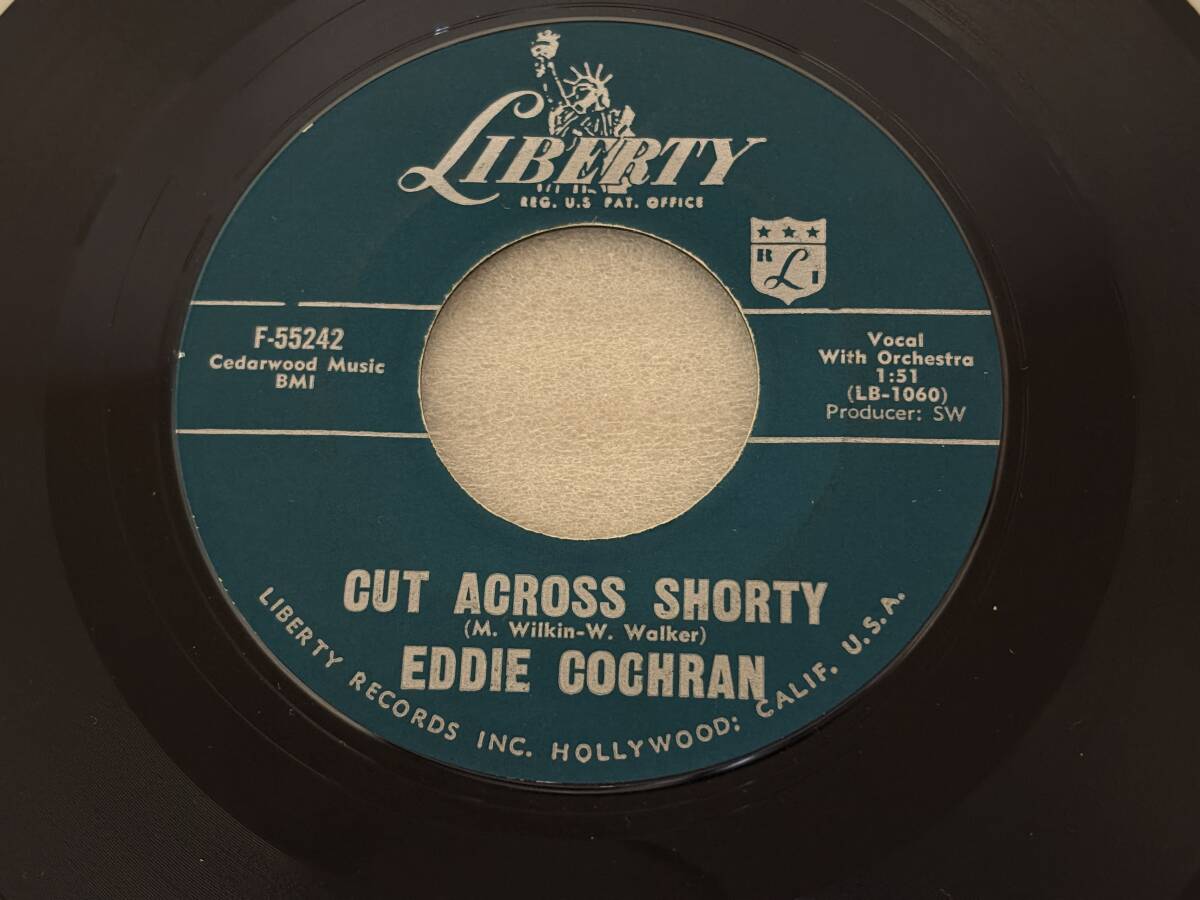 LIBERTY
REG. U.S PAT. OFFICE
R L I
F-55242
Cedarwood Music
BMI
Vocal
With Orchestra
1:51
(LB-1060)
Producer: SW
CUT ACROSS SHORTY
(M. Wilkin-W. Walker)
EDDIE COCHRAN
LIBERTY RECORDS INC. HOLLYWOOD; CALIF. U.S.A.